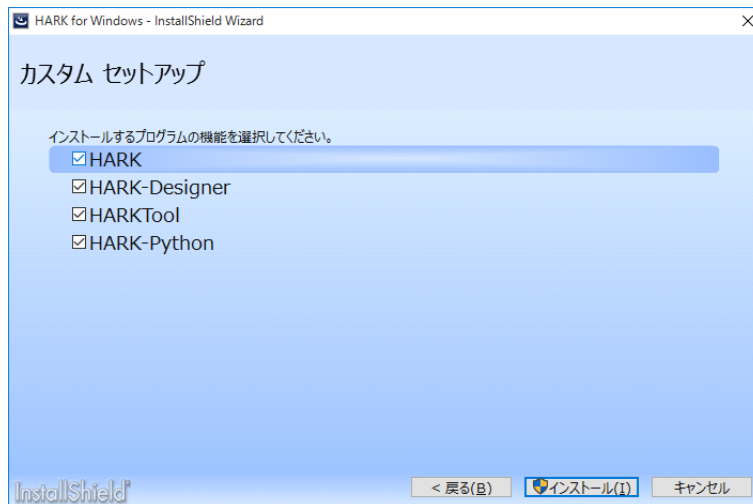 HARK for Windows - InstallShield Wizard
カスタム セットアップ
インストールするプログラムの機能を選択してください。
HARK
HARK-Designer
HARKTool
HARK-Python
InstallShield
< 戻る(B)
インストール(I)
キャンセル